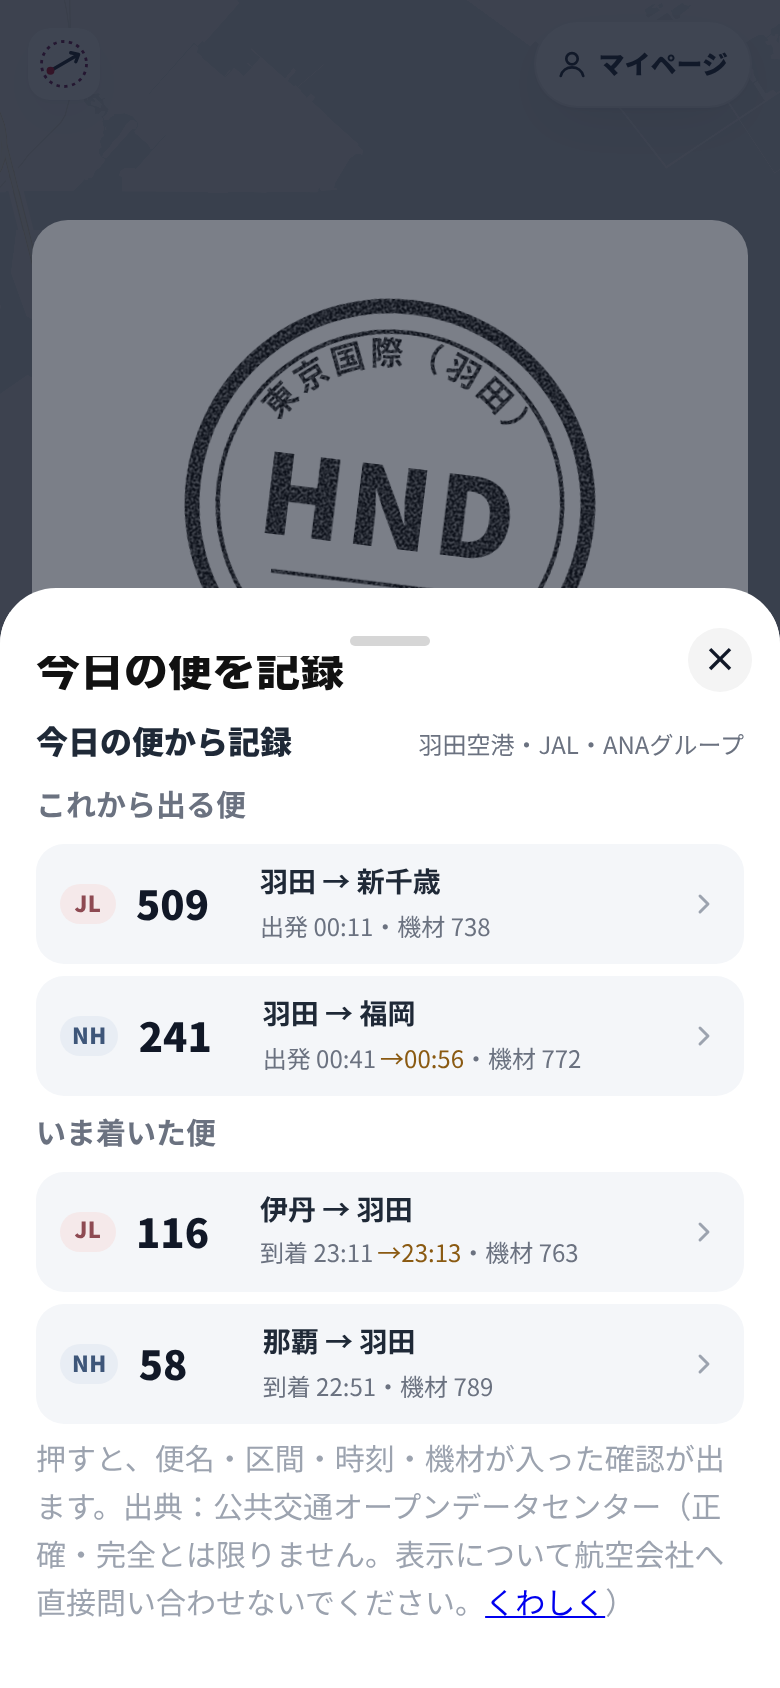 マイページ
東京国際（羽田）
HND
今日の便を記録
今日の便から記録
羽田空港・JAL・ANAグループ
これから出る便
JL 509 羽田 → 新千歳
出発 00:11・機材 738
NH 241 羽田 → 福岡
出発 00:41 →00:56・機材 772
いま着いた便
JL 116 伊丹 → 羽田
到着 23:11 →23:13・機材 763
NH 58 那覇 → 羽田
到着 22:51・機材 789
押すと、便名・区間・時刻・機材が入った確認が出
ます。出典：公共交通オープンデータセンター（正
確・完全とは限りません。表示について航空会社へ
直接問い合わせないでください。くわしく）